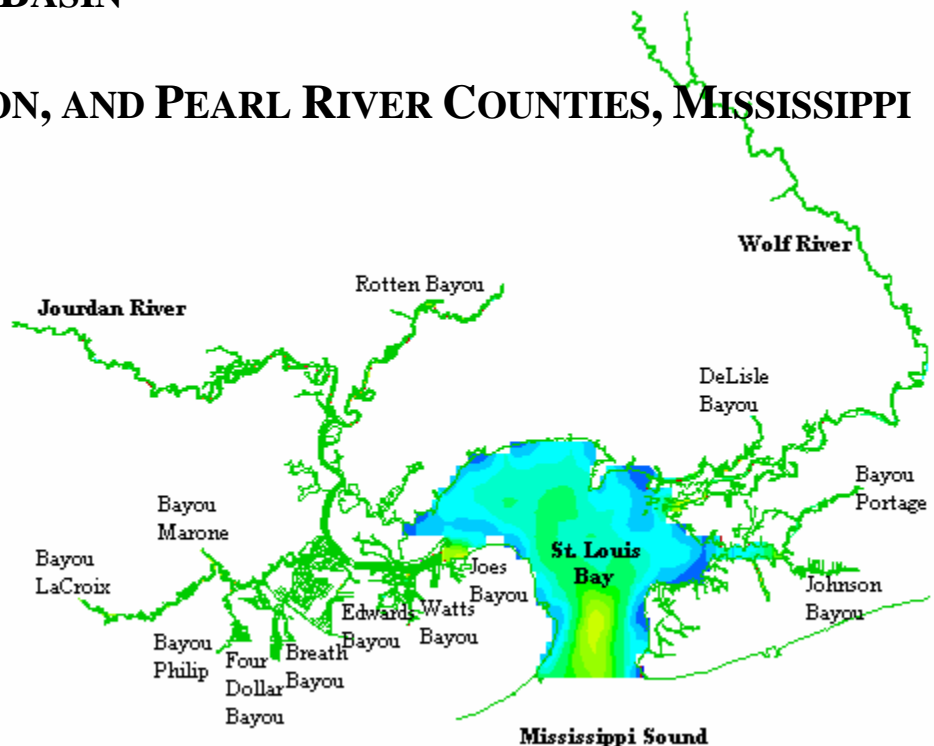 BASIN
ON, AND PEARL RIVER COUNTIES, MISSISSIPPI
Wolf River
Rotten Bayou
Jourdan River
DeLisle
Bayou
Bayou
Portage
Bayou
Marone
Bayou
LaCroix
St. Louis
Bay
Joes
Bayou
Johnson
Bayou
Edwards
Bayou
Watts
Bayou
Bayou
Philip
Four
Dollar
Bayou
Breath
Bayou
Mississippi Sound